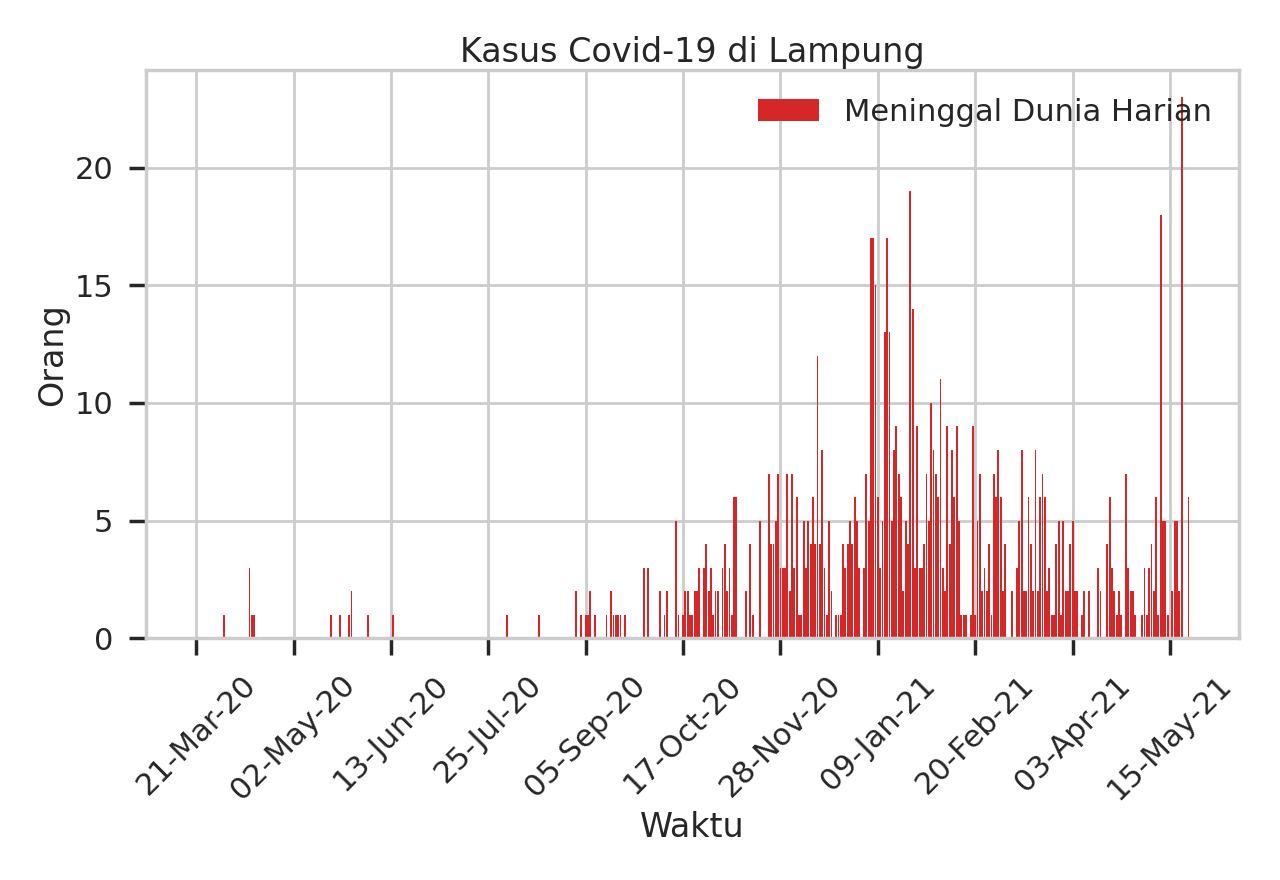 Kasus Covid-19 di Lampung
Meninggal Dunia Harian
Orang
20
15
10
5
0
21-Mar-20
02-May-20
13-Jun-20
25-Jul-20
05-Sep-20
17-Oct-20
28-Nov-20
09-Jan-21
20-Feb-21
03-Apr-21
15-May-21
Waktu